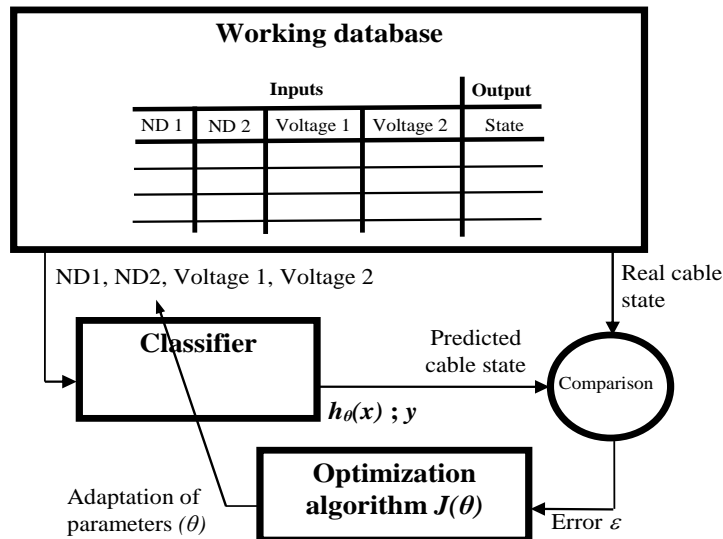 Working database
Inputs
Output
ND 1
ND 2
Voltage 1
Voltage 2
State
ND1, ND2, Voltage 1, Voltage 2
Real cable
state
Classifier
Predicted
cable state
Comparison
hθ(x) ; y
Optimization
algorithm J(θ)
Adaptation of
parameters (θ)
Error ε